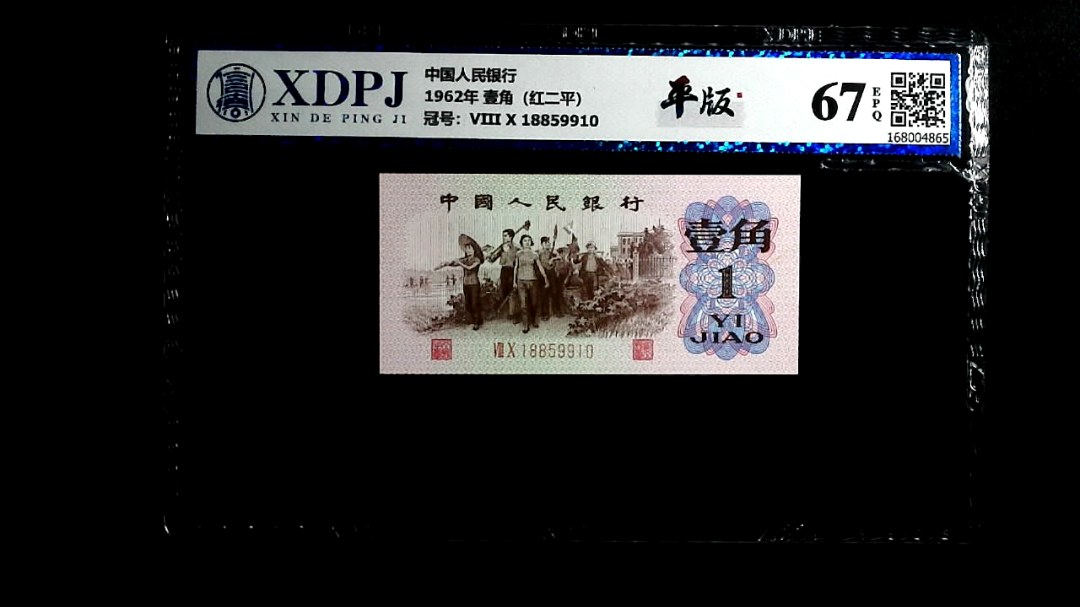 XDPJ
XIN DE PING JI
中国人民银行
1962年 壹角（红二平）
冠号：VIII X 18859910
平版
67
EPQ
168004865
中國人民銀行
壹角
1
YI
JIAO
VIII X 18859910